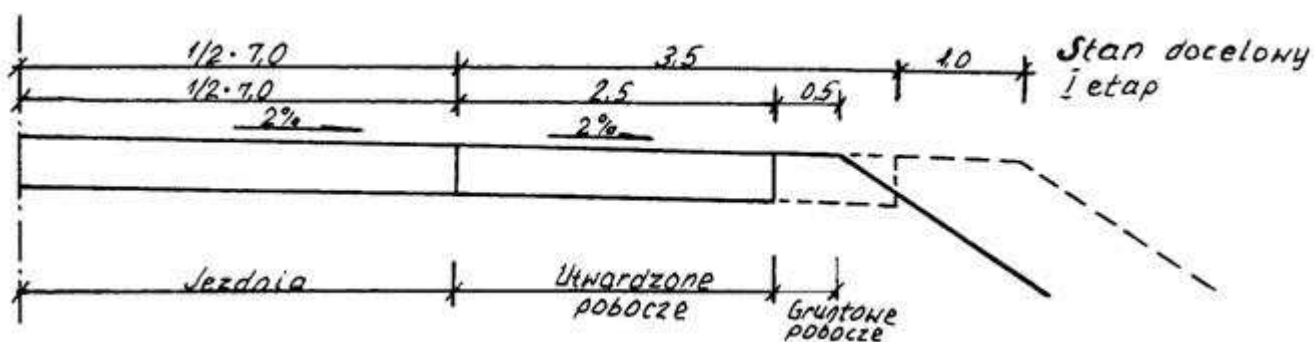 1/2·7,0 3,5 1,0 Stan docelowy
1/2·7,0 2,5 0,5 I etap
2% 2%
Jezdnia Utwardzone pobocze
Gruntowe pobocze